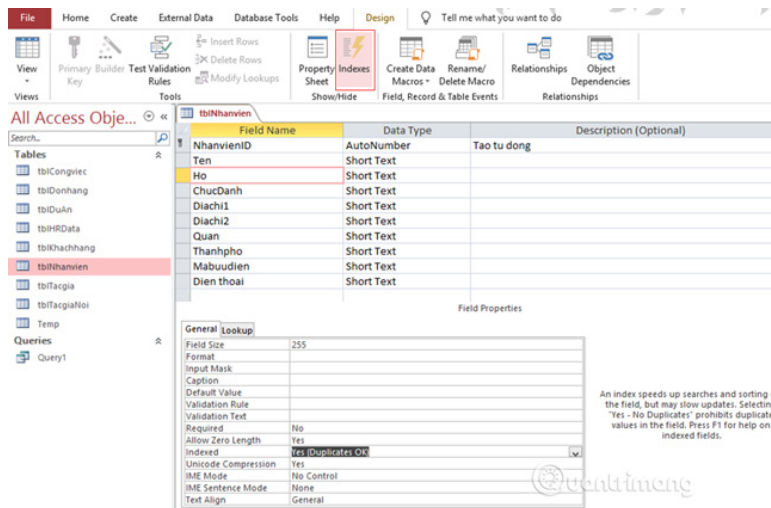 File Home Create External Data Database Tools Help Design Tell me what you want to do
View
Views
Primary Key
Builder
Test Validation Rules
Insert Rows
Delete Rows
Modify Lookups
Tools
Property Sheet
Indexes
Show/Hide
Create Data Macros
Rename/ Delete Macro
Field, Record & Table Events
Relationships
Object Dependencies
Relationships
All Access Obje... «
Search...
Tables
tblCongviec
tblDonhang
tblDuAn
tblHRData
tblKhachhang
tblNhanvien
tblTacgia
tblTacgiaNoi
Temp
Queries
Query1
tblNhanvien
Field Name Data Type Description (Optional)
NhanvienID AutoNumber Tao tu dong
Ten Short Text
Ho Short Text
ChucDanh Short Text
Diachi1 Short Text
Diachi2 Short Text
Quan Short Text
Thanhpho Short Text
Mabuudien Short Text
Dien thoai Short Text
Field Properties
General Lookup
Field Size 255
Format
Input Mask
Caption
Default Value
Validation Rule
Validation Text
Required No
Allow Zero Length Yes
Indexed Yes (Duplicates OK)
Unicode Compression Yes
IME Mode No Control
IME Sentence Mode None
Text Align General
An index speeds up searches and sorting
the field, but may slow updates. Selectin
"Yes - No Duplicates" prohibits duplicate
values in the field. Press F1 for help on
indexed fields.
Quantrimang